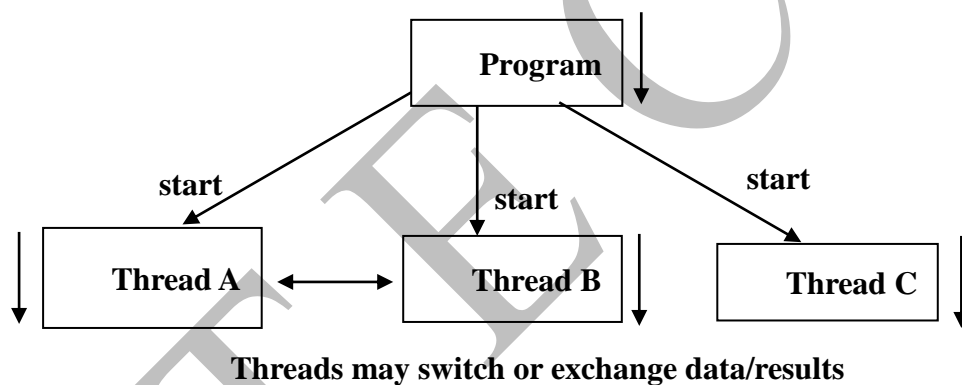 Program
start
start
start
Thread A
Thread B
Thread C
Threads may switch or exchange data/results